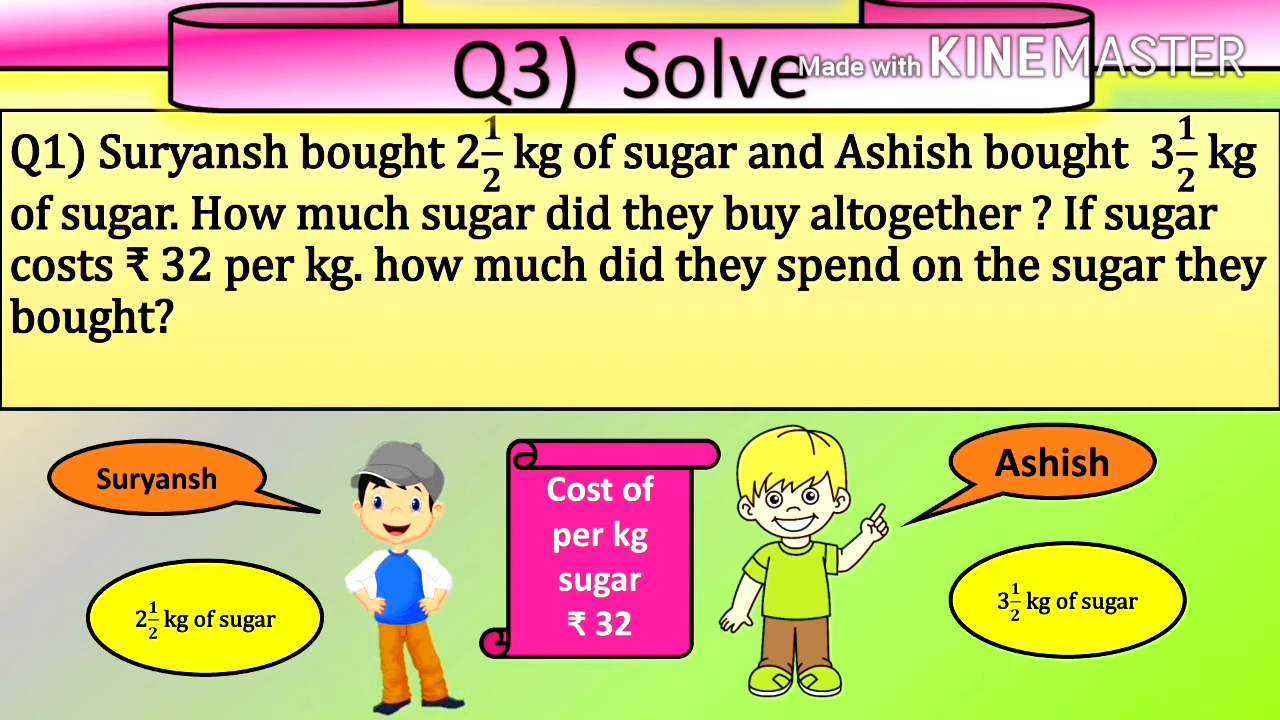 Q3) Solve
Made with KINEMASTER
Q1) Suryansh bought 2½ kg of sugar and Ashish bought 3½ kg
of sugar. How much sugar did they buy altogether ? If sugar
costs ₹ 32 per kg. how much did they spend on the sugar they
bought?
Suryansh
2½ kg of sugar
Cost of
per kg
sugar
₹ 32
Ashish
3½ kg of sugar